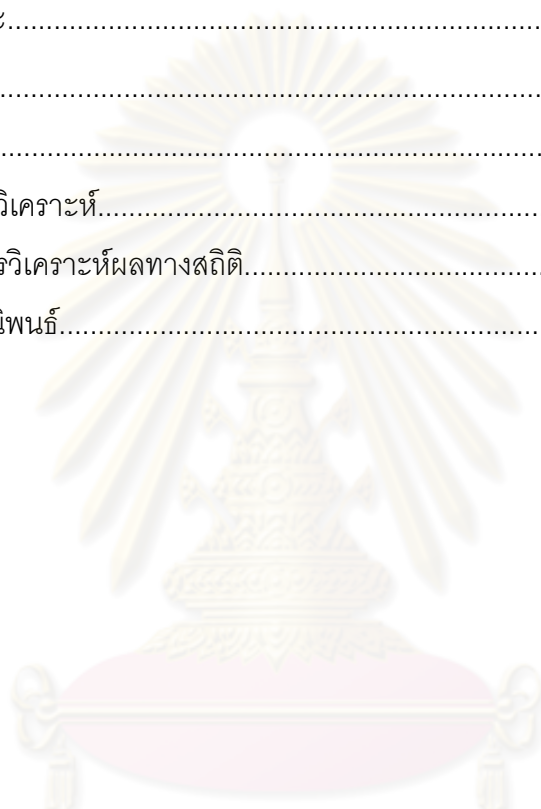 ะ................................................................
................................................................
................................................................
วิเคราะห์................................................................
รวิเคราะห์ผลทางสถิติ................................................
นิพนธ์................................................................